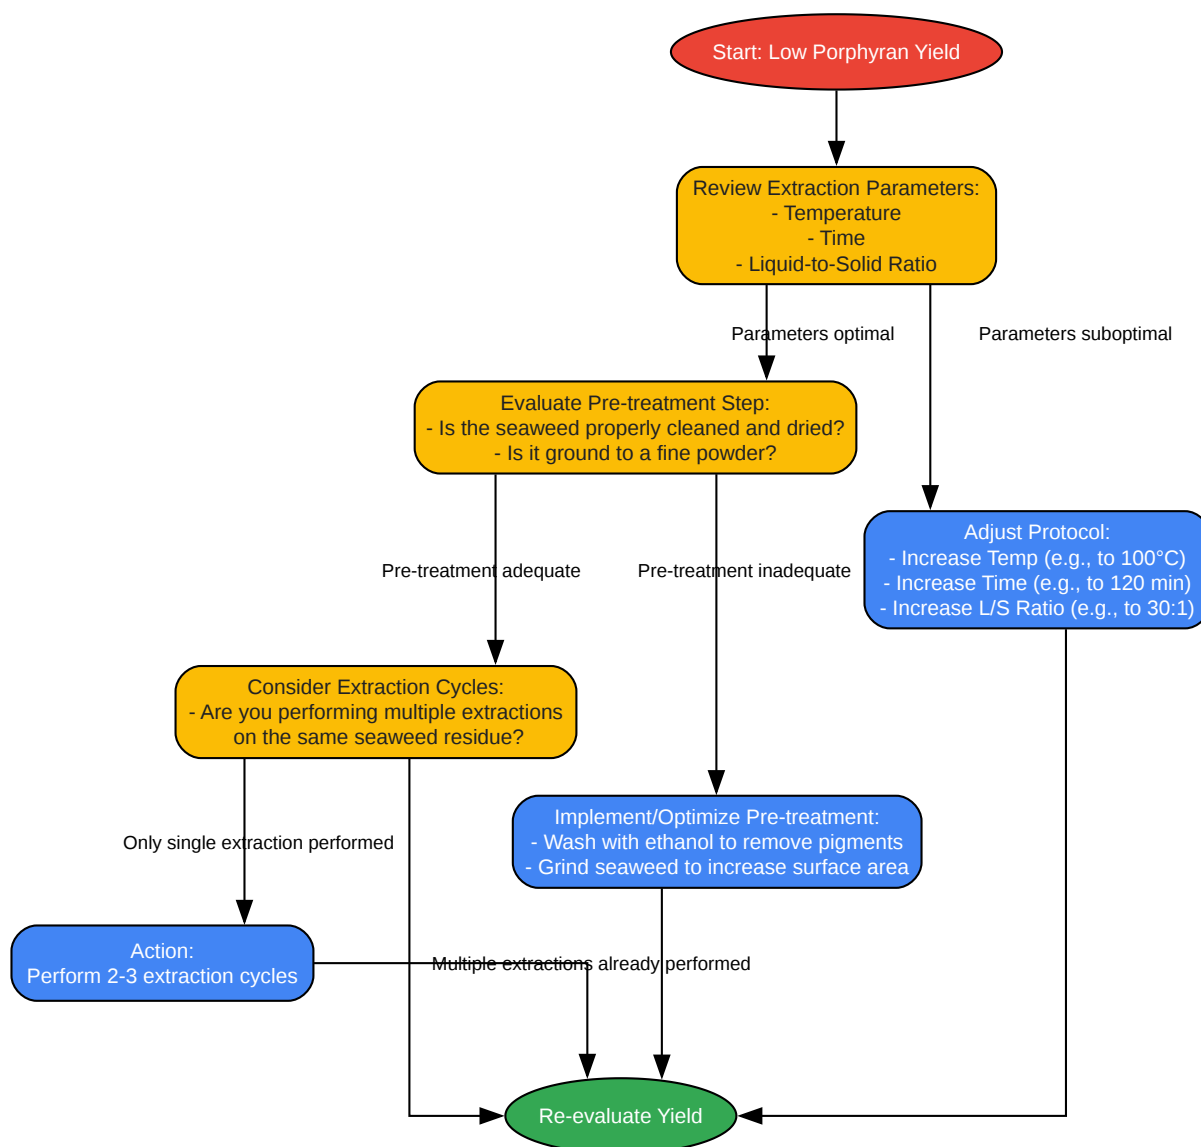 Start: Low Porphyran Yield
Review Extraction Parameters:
- Temperature
- Time
- Liquid-to-Solid Ratio
Parameters optimal
Parameters suboptimal
Evaluate Pre-treatment Step:
- Is the seaweed properly cleaned and dried?
- Is it ground to a fine powder?
Adjust Protocol:
- Increase Temp (e.g., to 100°C)
- Increase Time (e.g., to 120 min)
- Increase L/S Ratio (e.g., to 30:1)
Pre-treatment adequate
Pre-treatment inadequate
Consider Extraction Cycles:
- Are you performing multiple extractions
on the same seaweed residue?
Implement/Optimize Pre-treatment:
- Wash with ethanol to remove pigments
- Grind seaweed to increase surface area
Only single extraction performed
Action:
Perform 2-3 extraction cycles
Multiple extractions already performed
Re-evaluate Yield